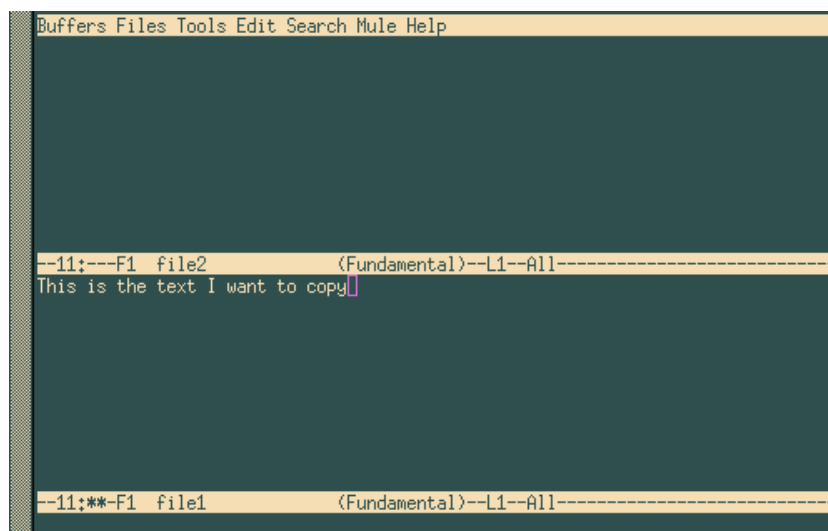 Buffers Files Tools Edit Search Mule Help
--11:---F1  file2             (Fundamental)--L1--All---------------------------
This is the text I want to copy
--11:**-F1  file1             (Fundamental)--L1--All---------------------------